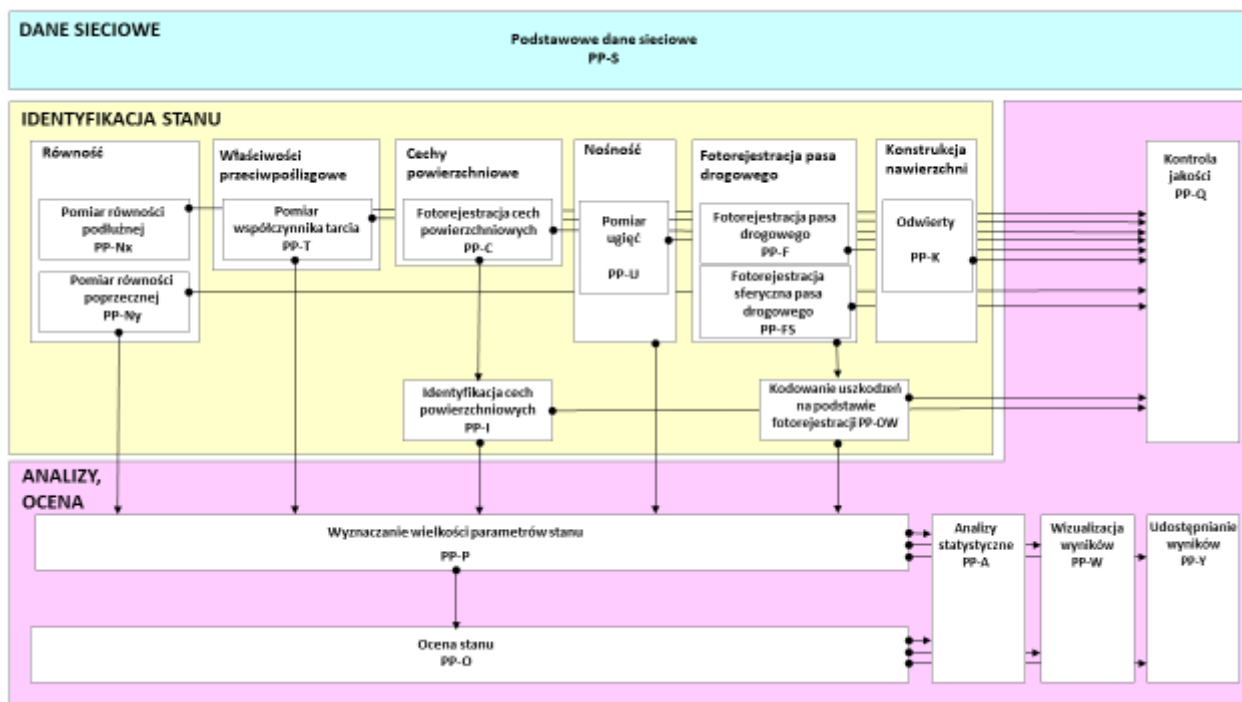 DANE SIECIOWE
Podstawowe dane sieciowe
PP-S
IDENTYFIKACJA STANU
Równość
Pomiar równości
podłużnej
PP-Nx
Pomiar równości
poprzecznej
PP-Ny
Właściwości
przeciwpoślizgowe
Pomiar
współczynnika tarcia
PP-T
Cechy
powierzchniowe
Fotorejestracja cech
powierzchniowych
PP-C
Nośność
Pomiar
ugięć
PP-U
Fotorejestracja pasa
drogowego
Fotorejestracja pasa
drogowego
PP-F
Fotorejestracja
sferyczna pasa
drogowego
PP-FS
Konstrukcja
nawierzchni
Odwierty
PP-K
Kontrola
jakości
PP-Q
Identyfikacja cech
powierzchniowych
PP-I
Kodowanie uszkodzeń
na podstawie
fotorejestracji PP-OW
ANALIZY,
OCENA
Wyznaczanie wielkości parametrów stanu
PP-P
Ocena stanu
PP-O
Analizy
statystyczne
PP-A
Wizualizacja
wyników
PP-W
Udostępnianie
wyników
PP-Y